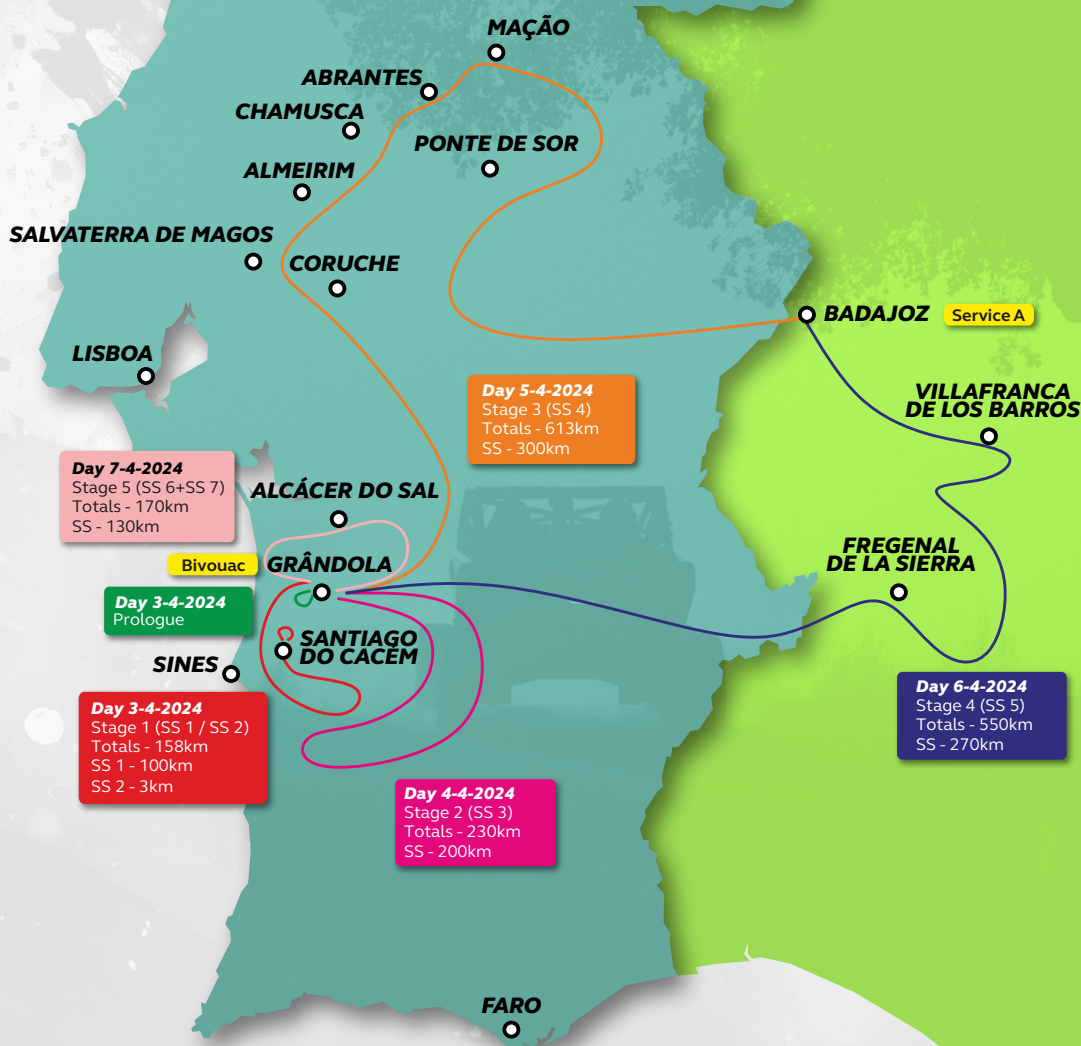 MAÇÃO
ABRANTES
CHAMUSCA
PONTE DE SOR
ALMEIRIM
SALVATERRA DE MAGOS
CORUCHE
BADAJOZ
Service A
LISBOA
VILLAFRANCA
DE LOS BARROS
Day 5-4-2024
Stage 3 (SS 4)
Totals - 613km
SS - 300km
Day 7-4-2024
Stage 5 (SS 6+SS 7)
Totals - 170km
SS - 130km
ALCÁCER DO SAL
Bivouac
GRÂNDOLA
FREGENAL
DE LA SIERRA
Day 3-4-2024
Prologue
SANTIAGO
DO CACÉM
SINES
Day 3-4-2024
Stage 1 (SS 1 / SS 2)
Totals - 158km
SS 1 - 100km
SS 2 - 3km
Day 6-4-2024
Stage 4 (SS 5)
Totals - 550km
SS - 270km
Day 4-4-2024
Stage 2 (SS 3)
Totals - 230km
SS - 200km
FARO